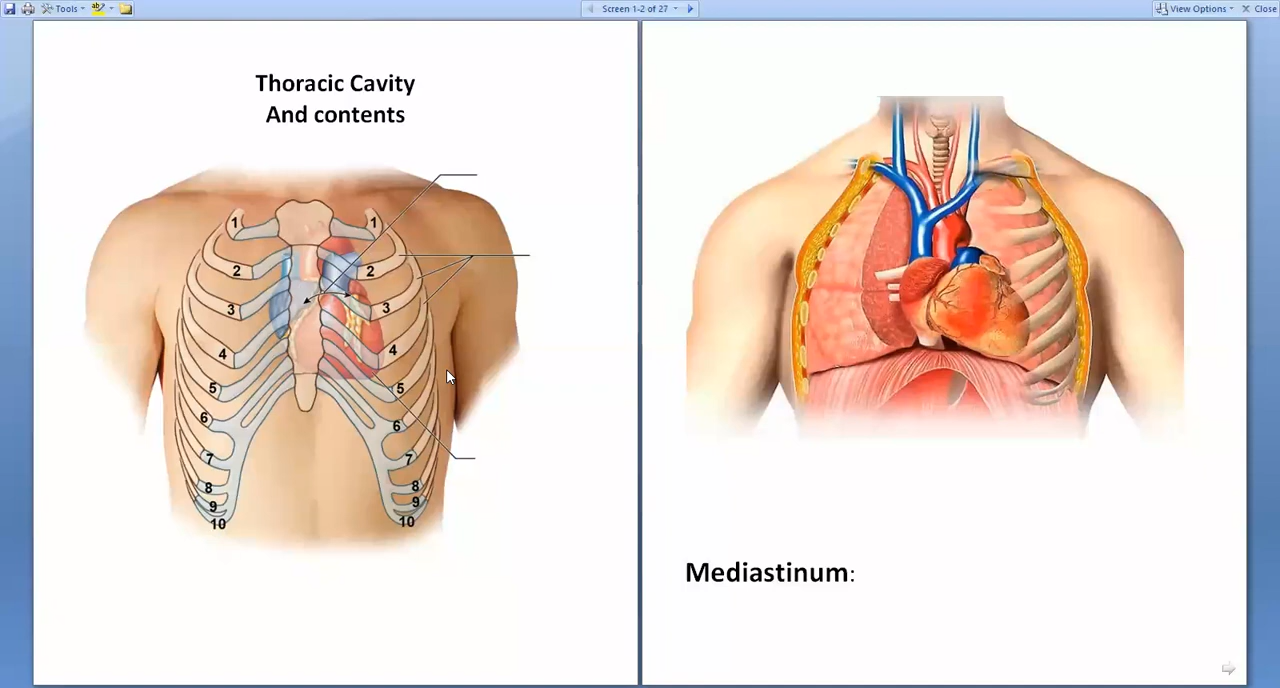 Tools
Screen 1-2 of 27
View Options
Close
Thoracic Cavity
And contents
1
1
2
2
3
3
4
4
5
5
6
6
7
7
8
8
9
9
10
10
Mediastinum: